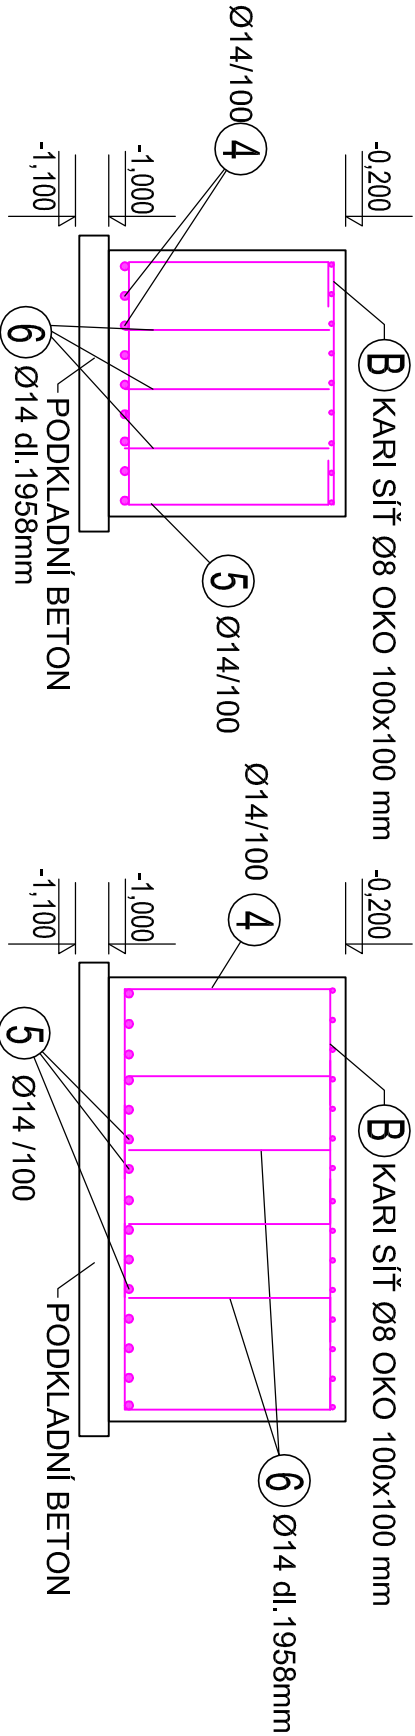 -0,200
B KARI SÍŤ Ø8 OKO 100x100 mm
Ø14/100
4
5 Ø14/100
-1,000
-1,100
PODKLADNÍ BETON
6 Ø14 dl.1958mm
-0,200
B KARI SÍŤ Ø8 OKO 100x100 mm
Ø14/100 4
6 Ø14 dl.1958mm
-1,000
-1,100
PODKLADNÍ BETON
5 Ø14 /100